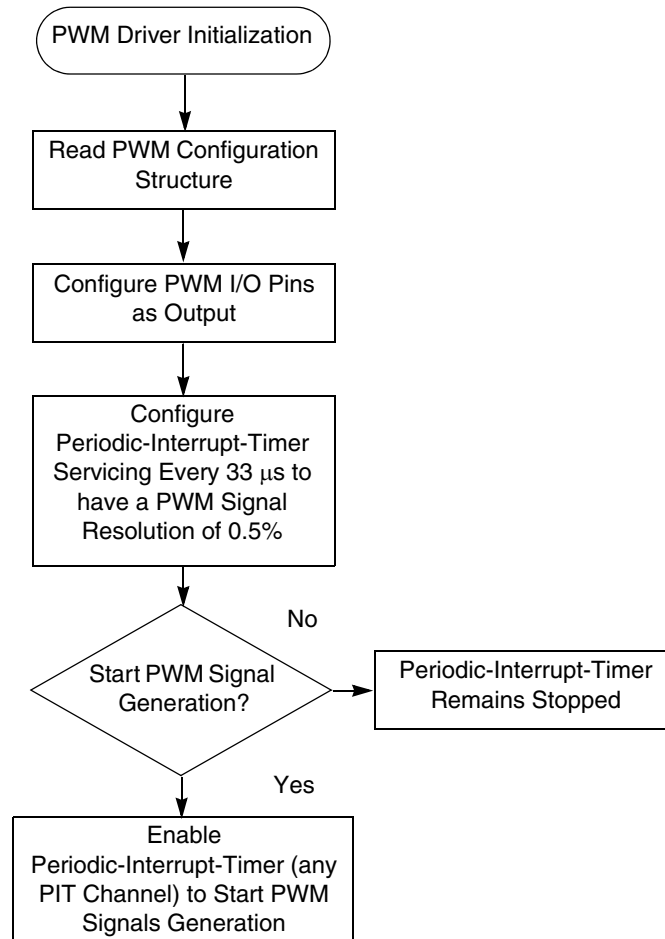 PWM Driver Initialization
Read PWM Configuration
Structure
Configure PWM I/O Pins
as Output
Configure
Periodic-Interrupt-Timer
Servicing Every 33 μs to
have a PWM Signal
Resolution of 0.5%
No
Start PWM Signal
Generation?
Periodic-Interrupt-Timer
Remains Stopped
Yes
Enable
Periodic-Interrupt-Timer (any
PIT Channel) to Start PWM
Signals Generation